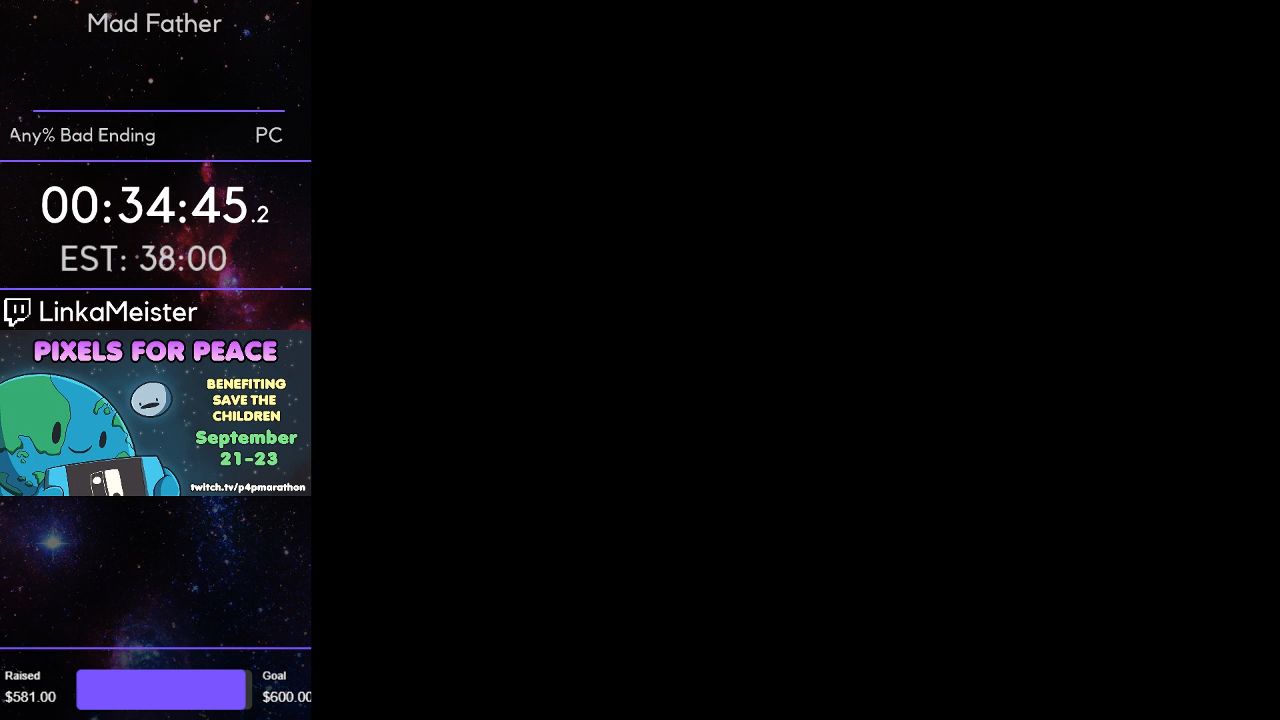 Mad Father
Any% Bad Ending
PC
00:34:45.2
EST: 38:00
LinkaMeister
PIXELS FOR PEACE
BENEFITING
SAVE THE
CHILDREN
September
21-23
twitch.tv/p4pmarathon
Raised
Goal
$581.00
$600.00